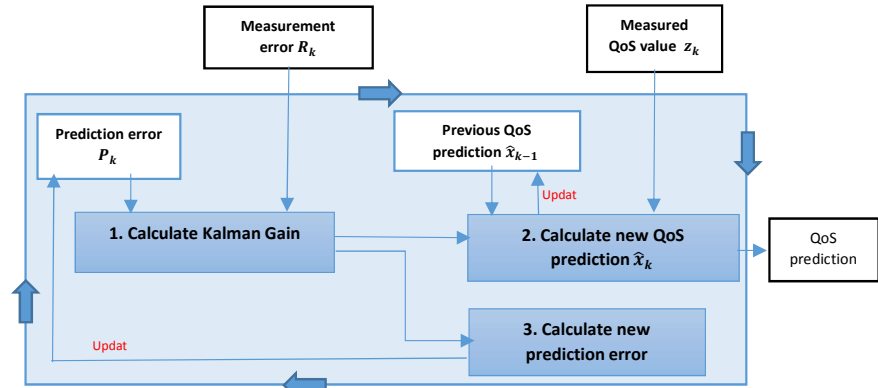 Measurement
error R_k
Measured
QoS value z_k
Prediction error
P_k
Previous QoS
prediction x̂_{k−1}
Updat
1. Calculate Kalman Gain
2. Calculate new QoS
prediction x̂_k
QoS
prediction
3. Calculate new
prediction error
Updat